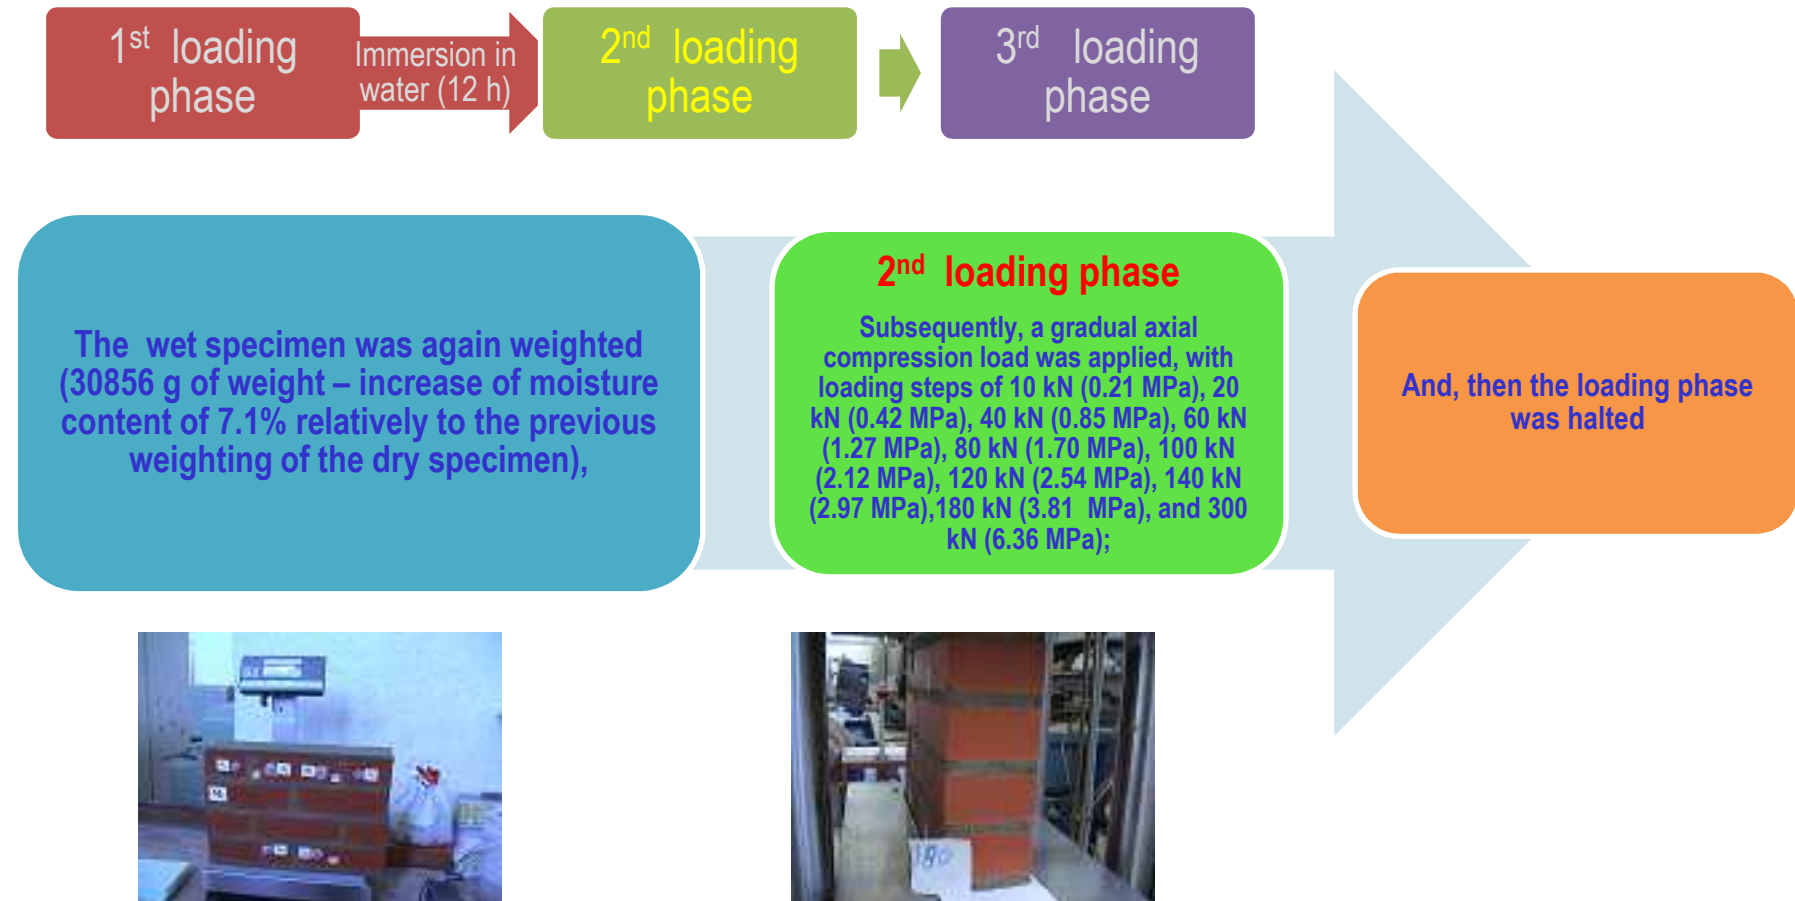 1st loading
phase
Immersion in
water (12 h)
2nd loading
phase
3rd loading
phase
The wet specimen was again weighted
(30856 g of weight – increase of moisture
content of 7.1% relatively to the previous
weighting of the dry specimen),
2nd loading phase
Subsequently, a gradual axial
compression load was applied, with
loading steps of 10 kN (0.21 MPa), 20
kN (0.42 MPa), 40 kN (0.85 MPa), 60 kN
(1.27 MPa), 80 kN (1.70 MPa), 100 kN
(2.12 MPa), 120 kN (2.54 MPa), 140 kN
(2.97 MPa),180 kN (3.81 MPa), and 300
kN (6.36 MPa);
And, then the loading phase
was halted
180